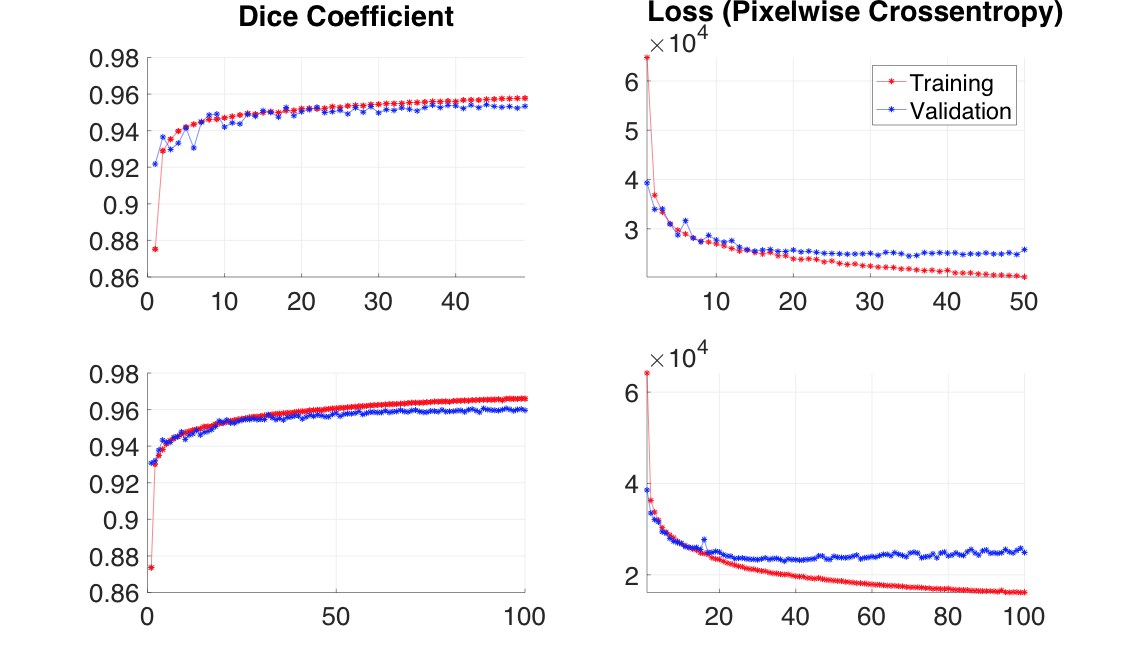 Dice Coefficient
Loss (Pixelwise Crossentropy)
0.98
0.96
0.94
0.92
0.9
0.88
0.86
0 10 20 30 40
×10^4
6
5
4
3
10 20 30 40 50
Training
Validation
0.98
0.96
0.94
0.92
0.9
0.88
0.86
0 50 100
×10^4
6
4
2
20 40 60 80 100